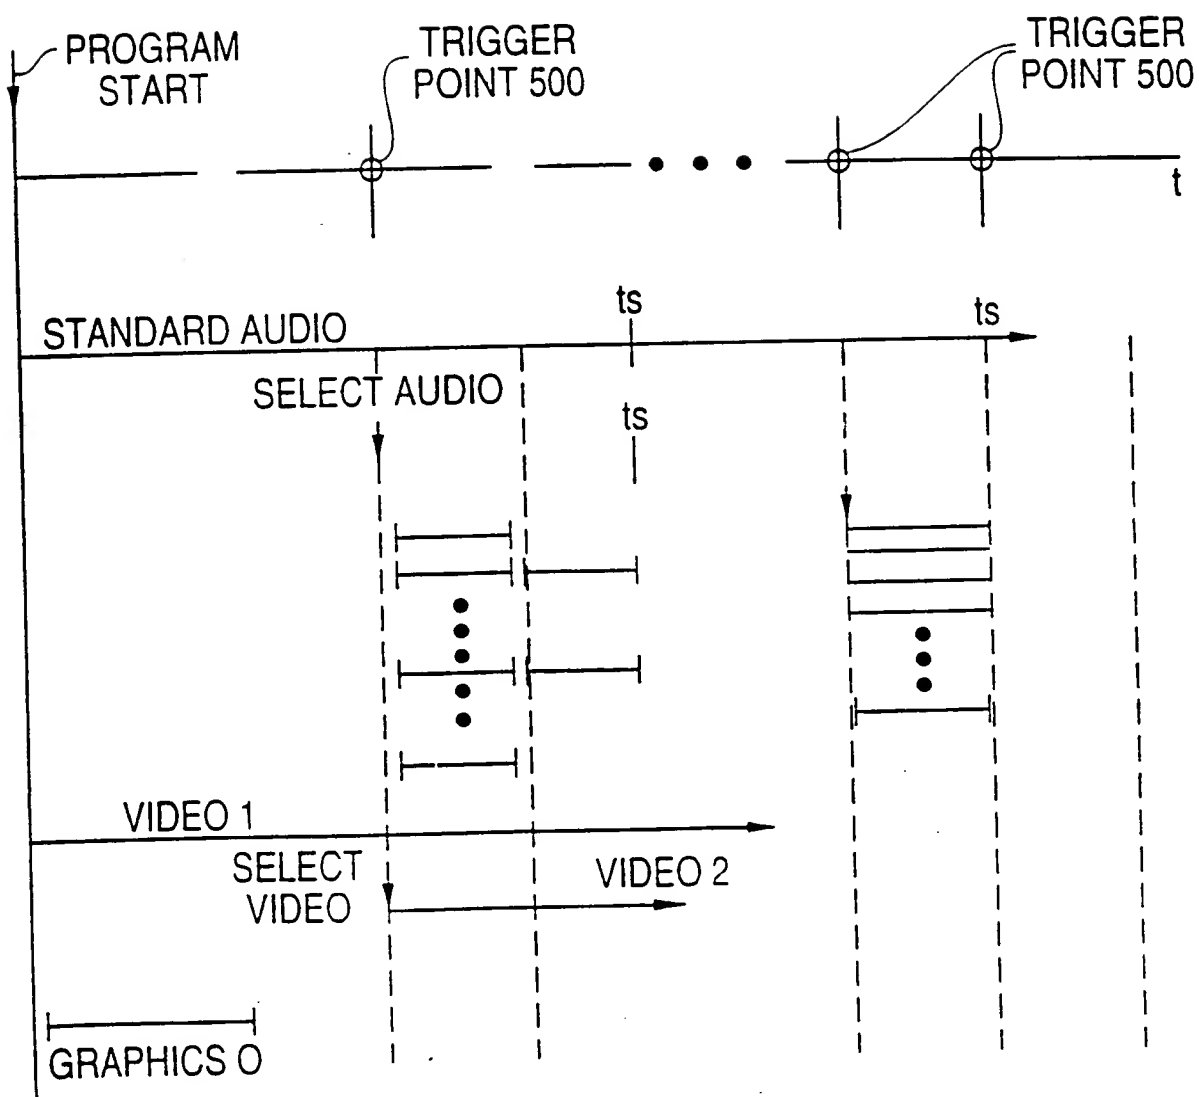 PROGRAM
START
TRIGGER
POINT 500
TRIGGER
POINT 500
t
STANDARD AUDIO
ts
ts
SELECT AUDIO
ts
VIDEO 1
SELECT
VIDEO
VIDEO 2
GRAPHICS O